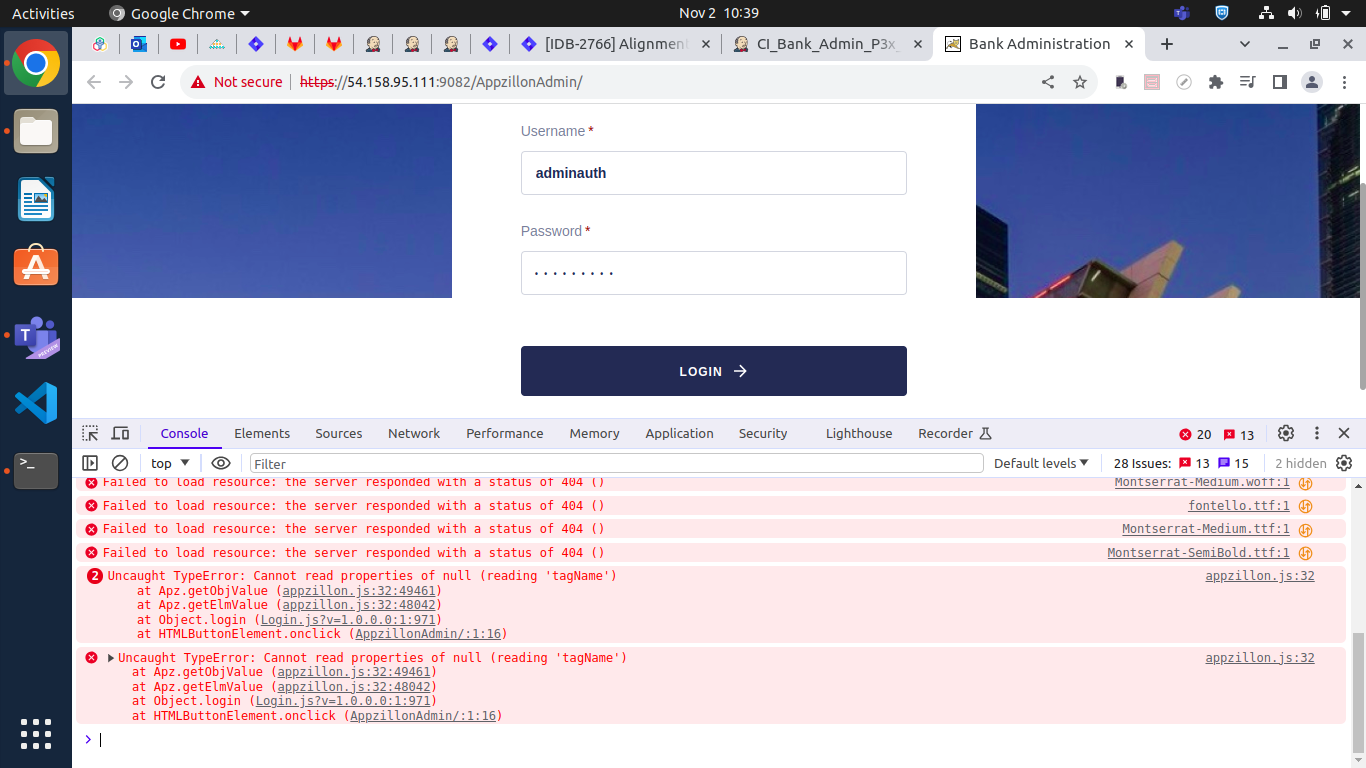 Activities Google Chrome Nov 2 10:39
[IDB-2766] Alignmen CI_Bank_Admin_P3x_ Bank Administration
Not secure https://54.158.95.111:9082/AppzillonAdmin/
Username *
adminauth
Password *
LOGIN
Console Elements Sources Network Performance Memory Application Security Lighthouse Recorder 20 13
top Filter Default levels 28 Issues: 13 15 2 hidden
Failed to load resource: the server responded with a status of 404 () Montserrat-Medium.woff:1
Failed to load resource: the server responded with a status of 404 () fontello.ttf:1
Failed to load resource: the server responded with a status of 404 () Montserrat-Medium.ttf:1
Failed to load resource: the server responded with a status of 404 () Montserrat-SemiBold.ttf:1
2 Uncaught TypeError: Cannot read properties of null (reading 'tagName') appzillon.js:32
at Apz.getObjValue (appzillon.js:32:49461)
at Apz.getElmValue (appzillon.js:32:48042)
at Object.login (Login.js?v=1.0.0.0:1:971)
at HTMLButtonElement.onclick (AppzillonAdmin/:1:16)
Uncaught TypeError: Cannot read properties of null (reading 'tagName') appzillon.js:32
at Apz.getObjValue (appzillon.js:32:49461)
at Apz.getElmValue (appzillon.js:32:48042)
at Object.login (Login.js?v=1.0.0.0:1:971)
at HTMLButtonElement.onclick (AppzillonAdmin/:1:16)